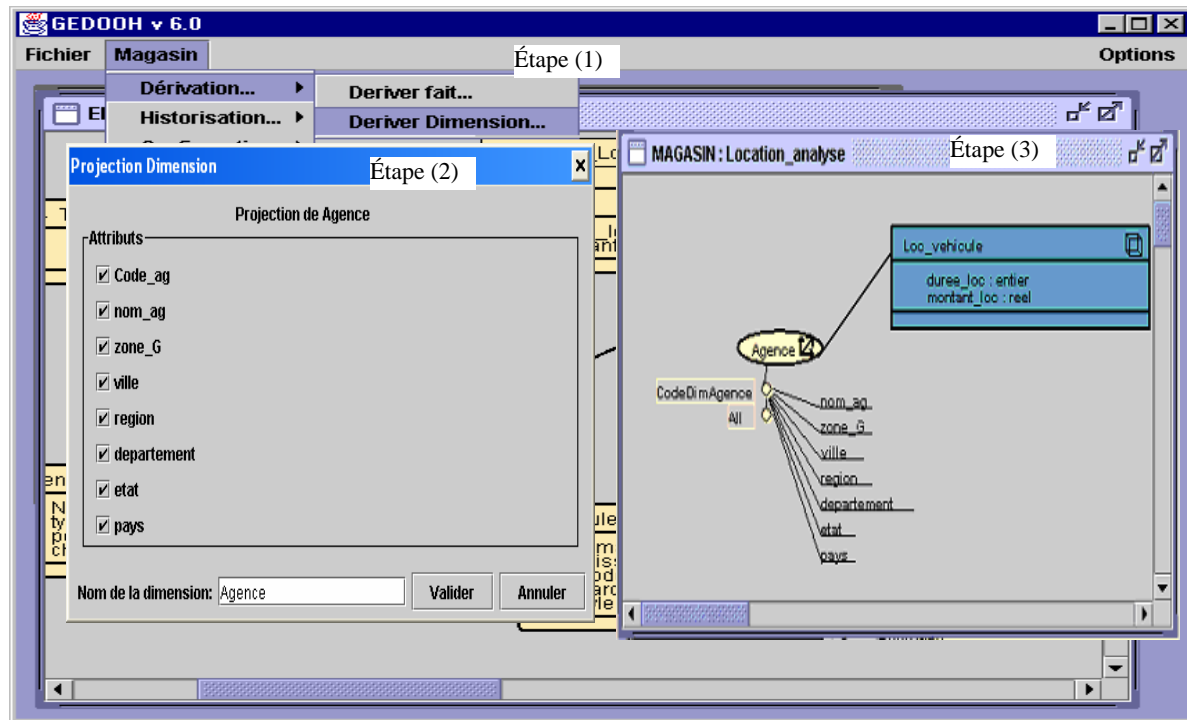 GEDOOH v 6.0
Fichier Magasin Options
Étape (1)
Dérivation...
Historisation...
Deriver fait...
Deriver Dimension...
Projection Dimension
Étape (2)
Projection de Agence
Attributs
Code_ag
nom_ag
zone_G
ville
region
departement
etat
pays
Nom de la dimension: Agence Valider Annuler
MAGASIN : Location_analyse
Étape (3)
Loc_vehicule
duree_loc : entier
montant_loc : reel
Agence
CodeDimAgence
All
nom_ag
zone_G
ville
region
departement
etat
pays